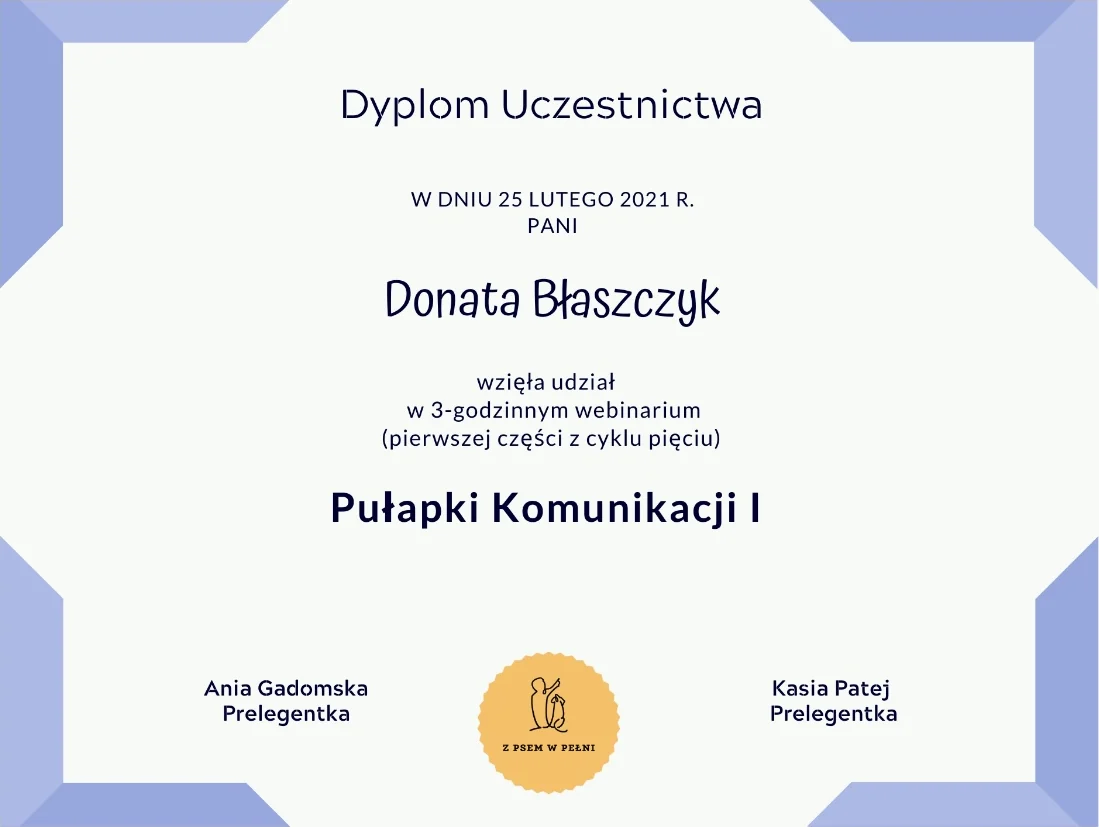 Dyplom Uczestnictwa
W DNIU 25 LUTEGO 2021 R.
PANI
Donata Błaszczyk
wzięła udział
w 3-godzinnym webinarium
(pierwszej części z cyklu pięciu)
Pułapki Komunikacji I
Ania Gadomska
Prelegentka
Z PSEM W PEŁNI
Kasia Patej
Prelegentka